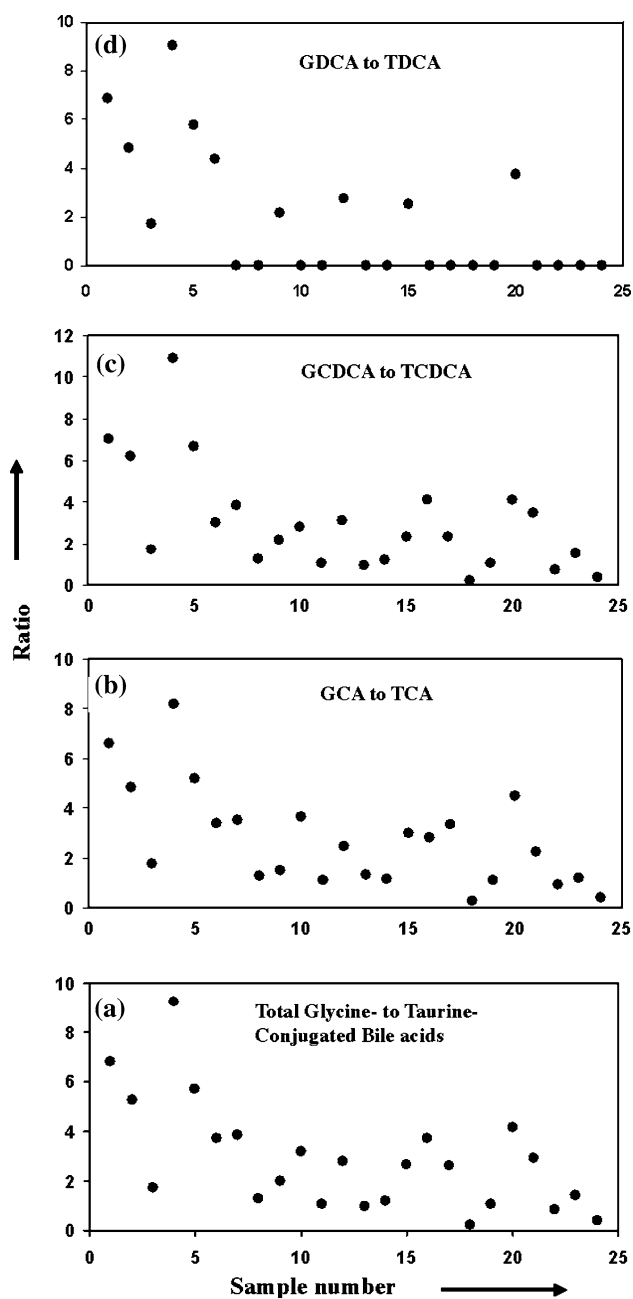 (d)
GDCA to TDCA
10
8
6
4
2
0
0 5 10 15 20 25
(c)
GCDCA to TCDCA
12
10
8
6
4
2
0
0 5 10 15 20 25
Ratio
(b)
GCA to TCA
10
8
6
4
2
0
0 5 10 15 20 25
(a)
Total Glycine- to Taurine-
Conjugated Bile acids
10
8
6
4
2
0
0 5 10 15 20 25
Sample number